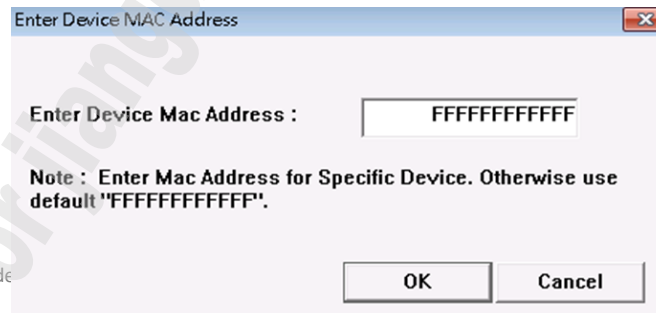 Enter Device MAC Address
Enter Device Mac Address :
FFFFFFFFFFFF
Note : Enter Mac Address for Specific Device. Otherwise use
default "FFFFFFFFFFFF".
OK
Cancel